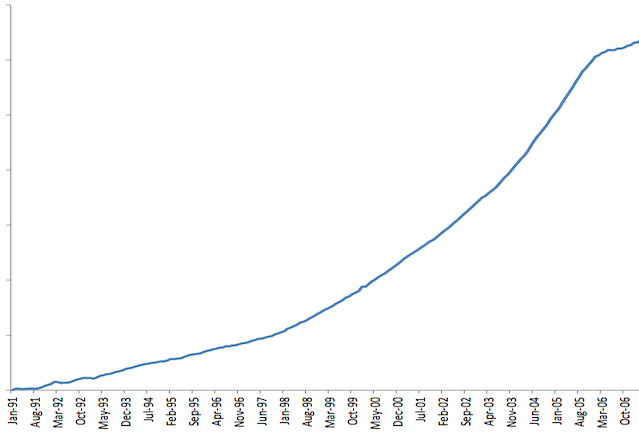 Jan-91
Aug-91
Mar-92
Oct-92
May-93
Dec-93
Jul-94
Feb-95
Sep-95
Apr-96
Nov-96
Jun-97
Jan-98
Aug-98
Mar-99
Oct-99
May-00
Dec-00
Jul-01
Feb-02
Sep-02
Apr-03
Nov-03
Jun-04
Jan-05
Aug-05
Mar-06
Oct-06